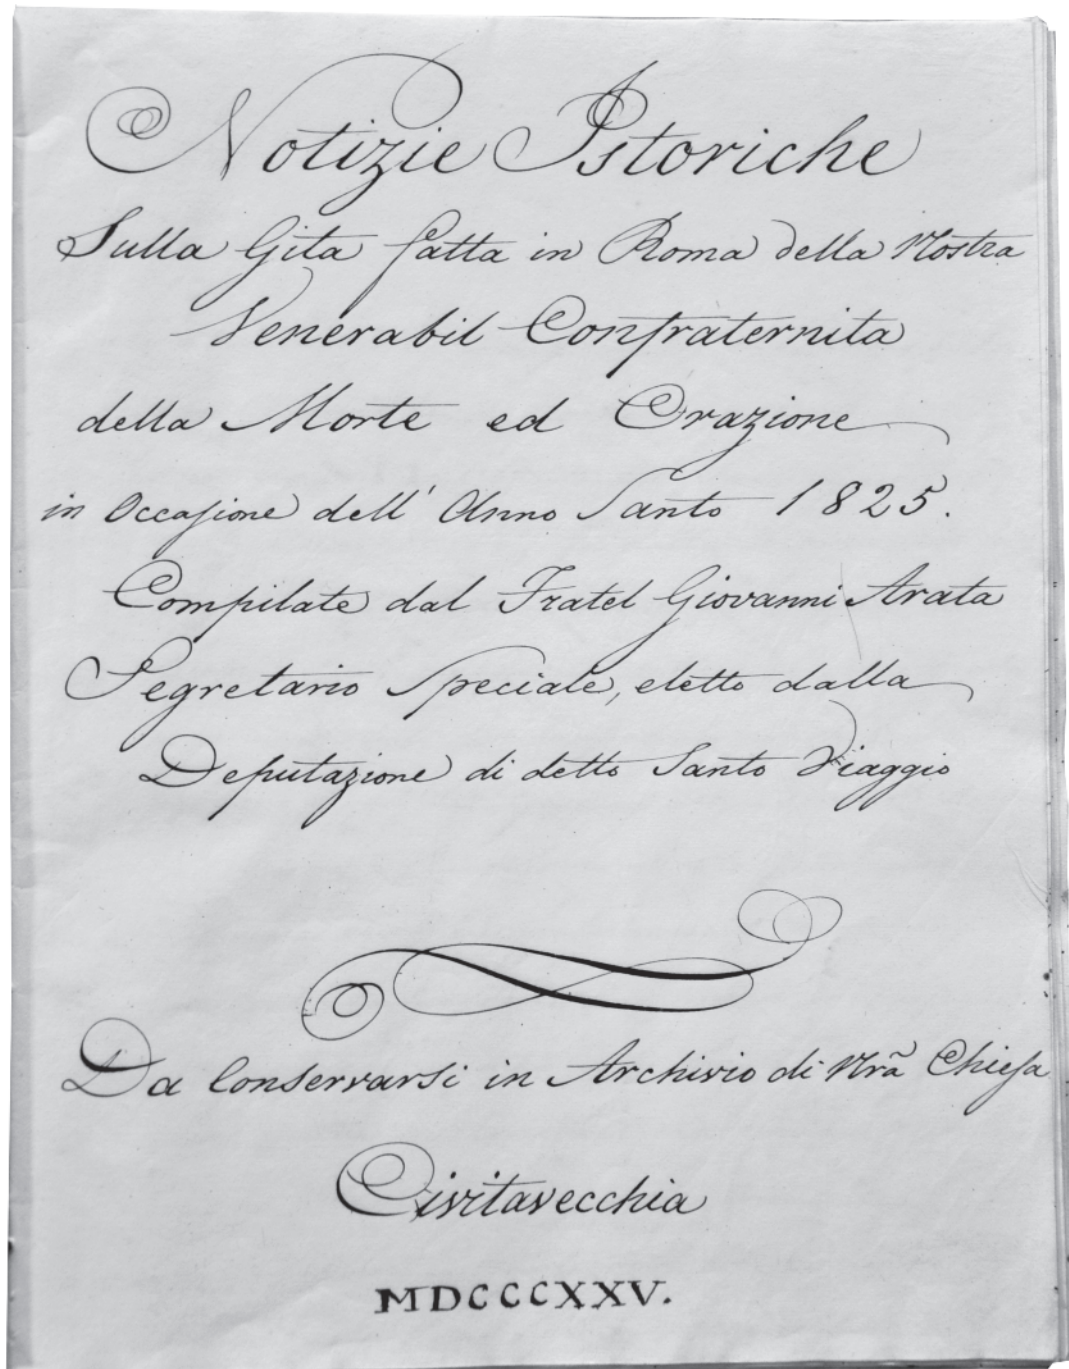 Notizie Istoriche
Sulla Gita fatta in Roma della Nostra
Venerabil Confraternita
della Morte ed Orazione
in Occasione dell' Anno Santo 1825.
Compilate dal Fratel Giovanni Arata
Segretario Speciale, eletto dalla
Deputazione di detto Santo Viaggio
Da Conservarsi in Archivio di Nrã Chiesa
Civitavecchia
MDCCCXXV.